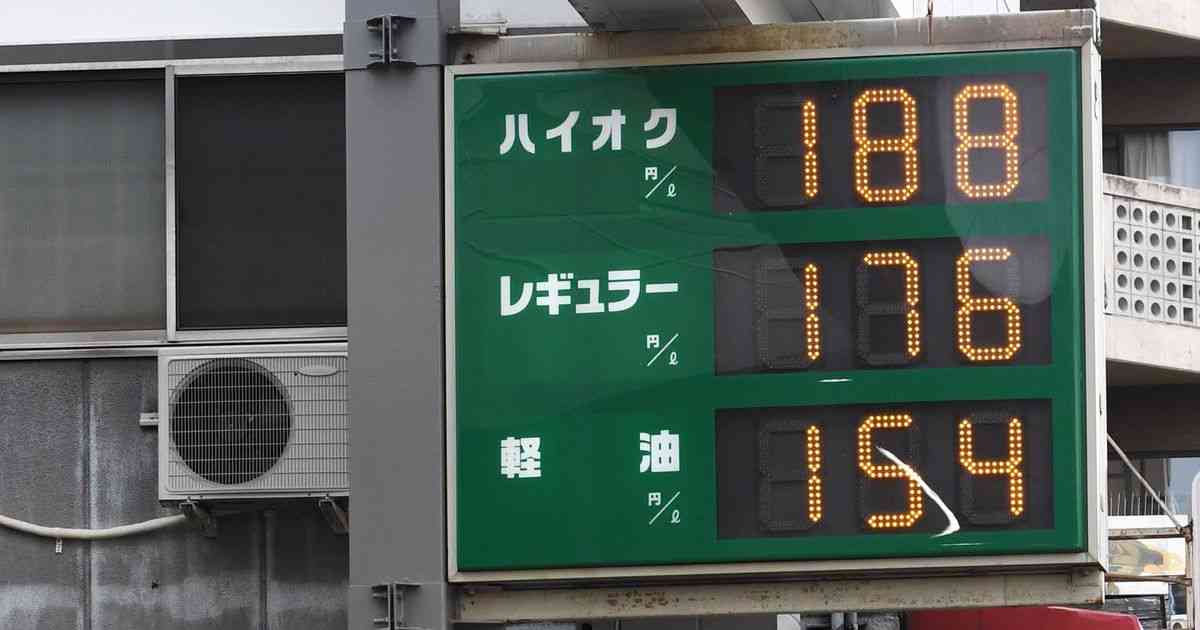 ハイオク 188
円/ℓ
レギュラー 176
円/ℓ
軽油 154
円/ℓ